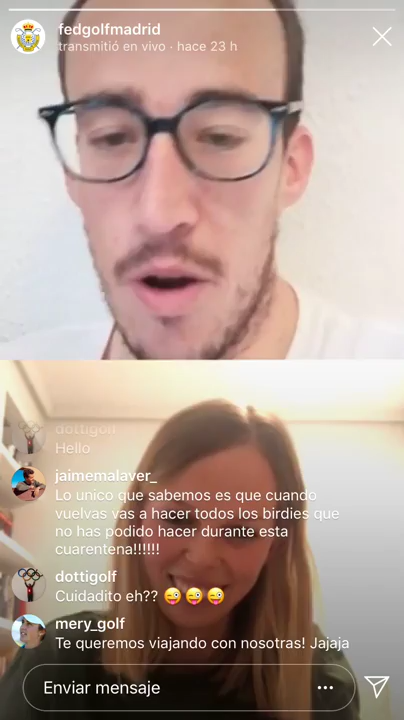 fedgolfmadrid
transmitió en vivo · hace 23 h
dottigolf
Hello
jaimemalaver_
Lo unico que sabemos es que cuando
vuelvas vas a hacer todos los birdies que
no has podido hacer durante esta
cuarentena!!!!!!
dottigolf
Cuidadito eh?? 😜😜😜
mery_golf
Te queremos viajando con nosotras! Jajaja
Enviar mensaje